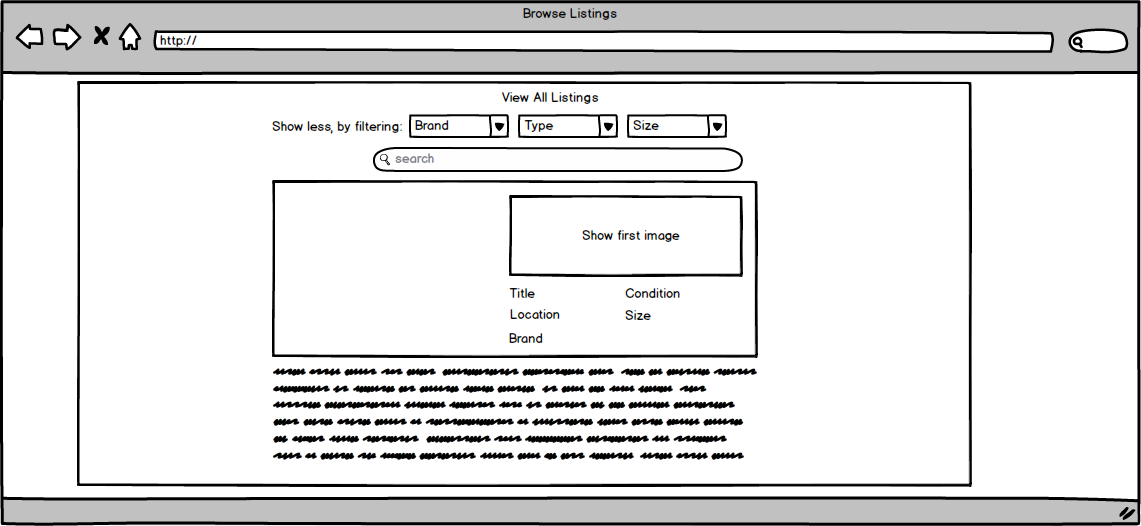 Browse Listings
http://
View All Listings
Show less, by filtering: Brand Type Size
search
Show first image
Title Condition
Location Size
Brand